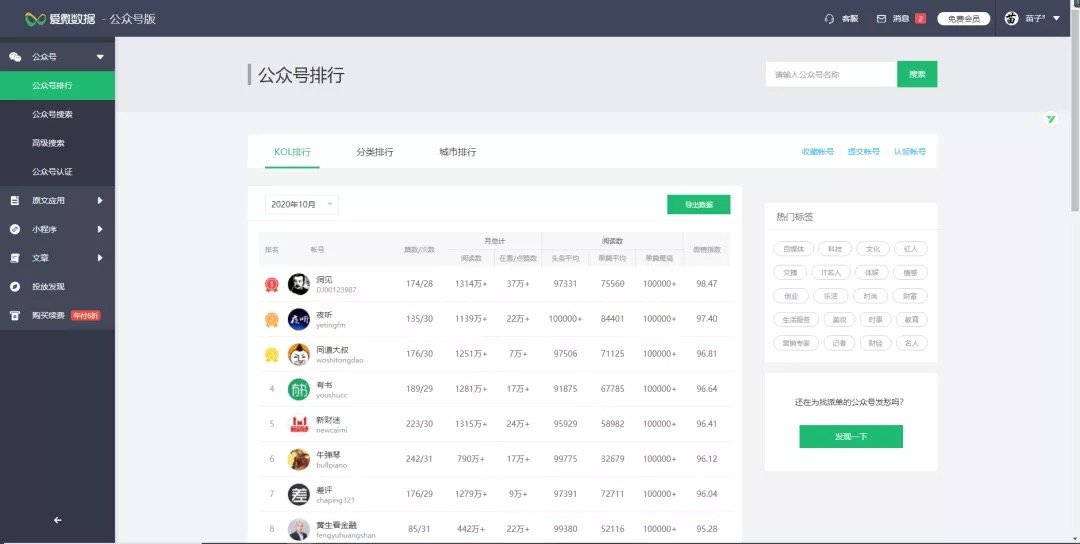 爱微数据 - 公众号版
客服 消息 2 免费会员 苗 苗子³
公众号
公众号排行
公众号搜索
高级搜索
公众号认证
原文应用
小程序
文章
投放发现
购买续费 年付6折
公众号排行
请输入公众号名称 搜索
KOL排行 分类排行 城市排行 收藏帐号 提交帐号 认领帐号
2020年10月 导出数据
排名 帐号 篇数/次数 月总计 阅读数 微榜指数
阅读数 在看/点赞数 头条平均 单篇平均 单篇最高
1 洞见 174/28 1314万+ 37万+ 97331 75560 100000+ 98.47
DJ00123987
2 夜听 135/30 1139万+ 22万+ 100000+ 84401 100000+ 97.40
yetingfm
同道大叔 176/30 1251万+ 7万+ 97506 71125 100000+ 96.81
woshitongdao
4 有书 189/29 1281万+ 17万+ 91875 67785 100000+ 96.64
youshucc
5 新财迷 223/30 1315万+ 24万+ 95929 58982 100000+ 96.41
newcaimi
6 牛弹琴 242/31 790万+ 17万+ 99775 32679 100000+ 96.12
bullpiano
7 差评 176/29 1279万+ 9万+ 97391 72711 100000+ 96.04
chaping321
8 黄生看金融 85/31 442万+ 22万+ 99380 52116 100000+ 95.28
fengyuhuangshan
热门标签
自媒体 科技 文化 红人
文摘 IT名人 体娱 情感
创业 乐活 时尚 财富
生活服务 美妆 时事 教育
营销专家 记者 财经 名人
还在为找派单的公众号发愁吗?
发现一下